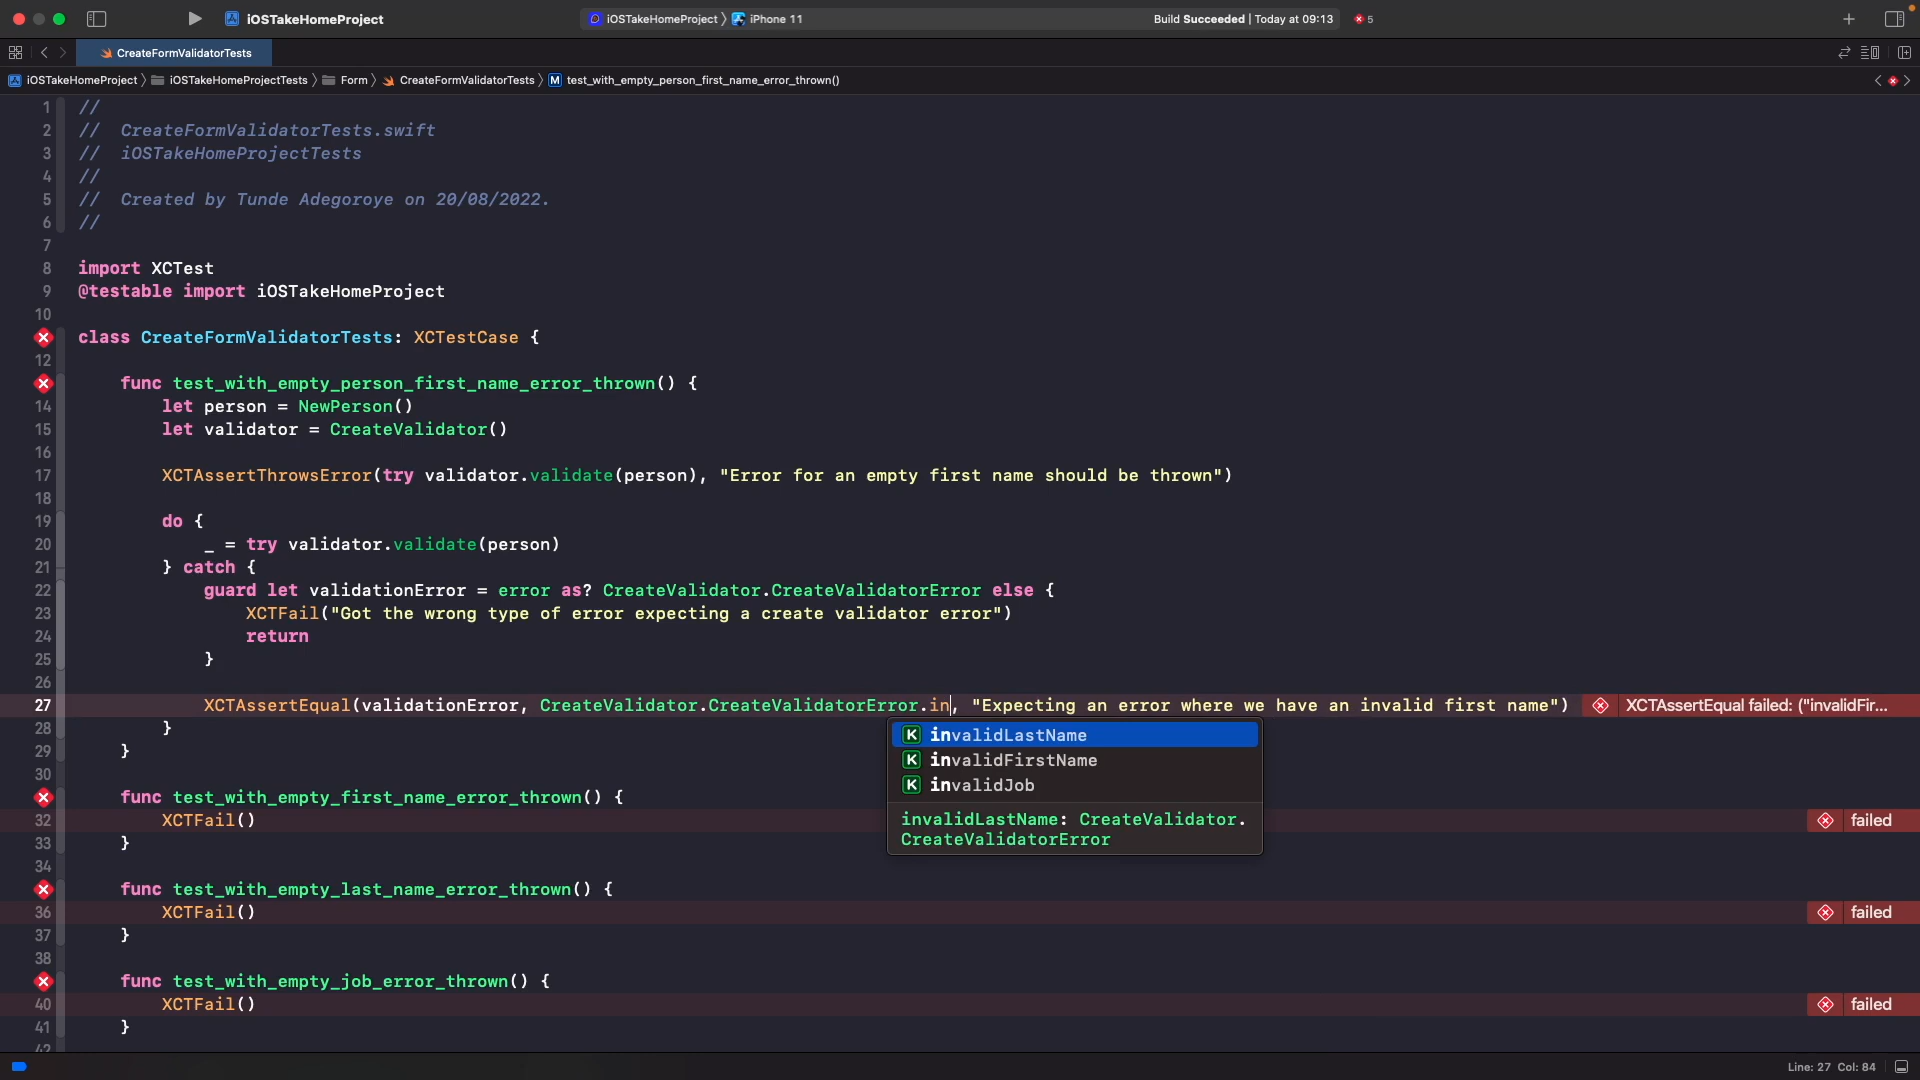 iOSTakeHomeProject
iOSTakeHomeProject 〉 iPhone 11
Build Succeeded | Today at 09:13
5
CreateFormValidatorTests
iOSTakeHomeProject 〉 iOSTakeHomeProjectTests 〉 Form 〉 CreateFormValidatorTests 〉 M test_with_empty_person_first_name_error_thrown()
1 //
2 //  CreateFormValidatorTests.swift
3 //  iOSTakeHomeProjectTests
4 //
5 //  Created by Tunde Adegoroye on 20/08/2022.
6 //
7
8 import XCTest
9 @testable import iOSTakeHomeProject
10
class CreateFormValidatorTests: XCTestCase {
12
func test_with_empty_person_first_name_error_thrown() {
14 let person = NewPerson()
15 let validator = CreateValidator()
16
17 XCTAssertThrowsError(try validator.validate(person), "Error for an empty first name should be thrown")
18
19 do {
20 _ = try validator.validate(person)
21 } catch {
22 guard let validationError = error as? CreateValidator.CreateValidatorError else {
23 XCTFail("Got the wrong type of error expecting a create validator error")
24 return
25 }
26
27 XCTAssertEqual(validationError, CreateValidator.CreateValidatorError.in, "Expecting an error where we have an invalid first name") XCTAssertEqual failed: ("invalidFir...
28 }
K invalidLastName
29 }
K invalidFirstName
30
K invalidJob
func test_with_empty_first_name_error_thrown() {
32 XCTFail() failed
invalidLastName: CreateValidator.
CreateValidatorError
33 }
34
func test_with_empty_last_name_error_thrown() {
36 XCTFail() failed
37 }
38
func test_with_empty_job_error_thrown() {
40 XCTFail() failed
41 }
42
Line: 27 Col: 84